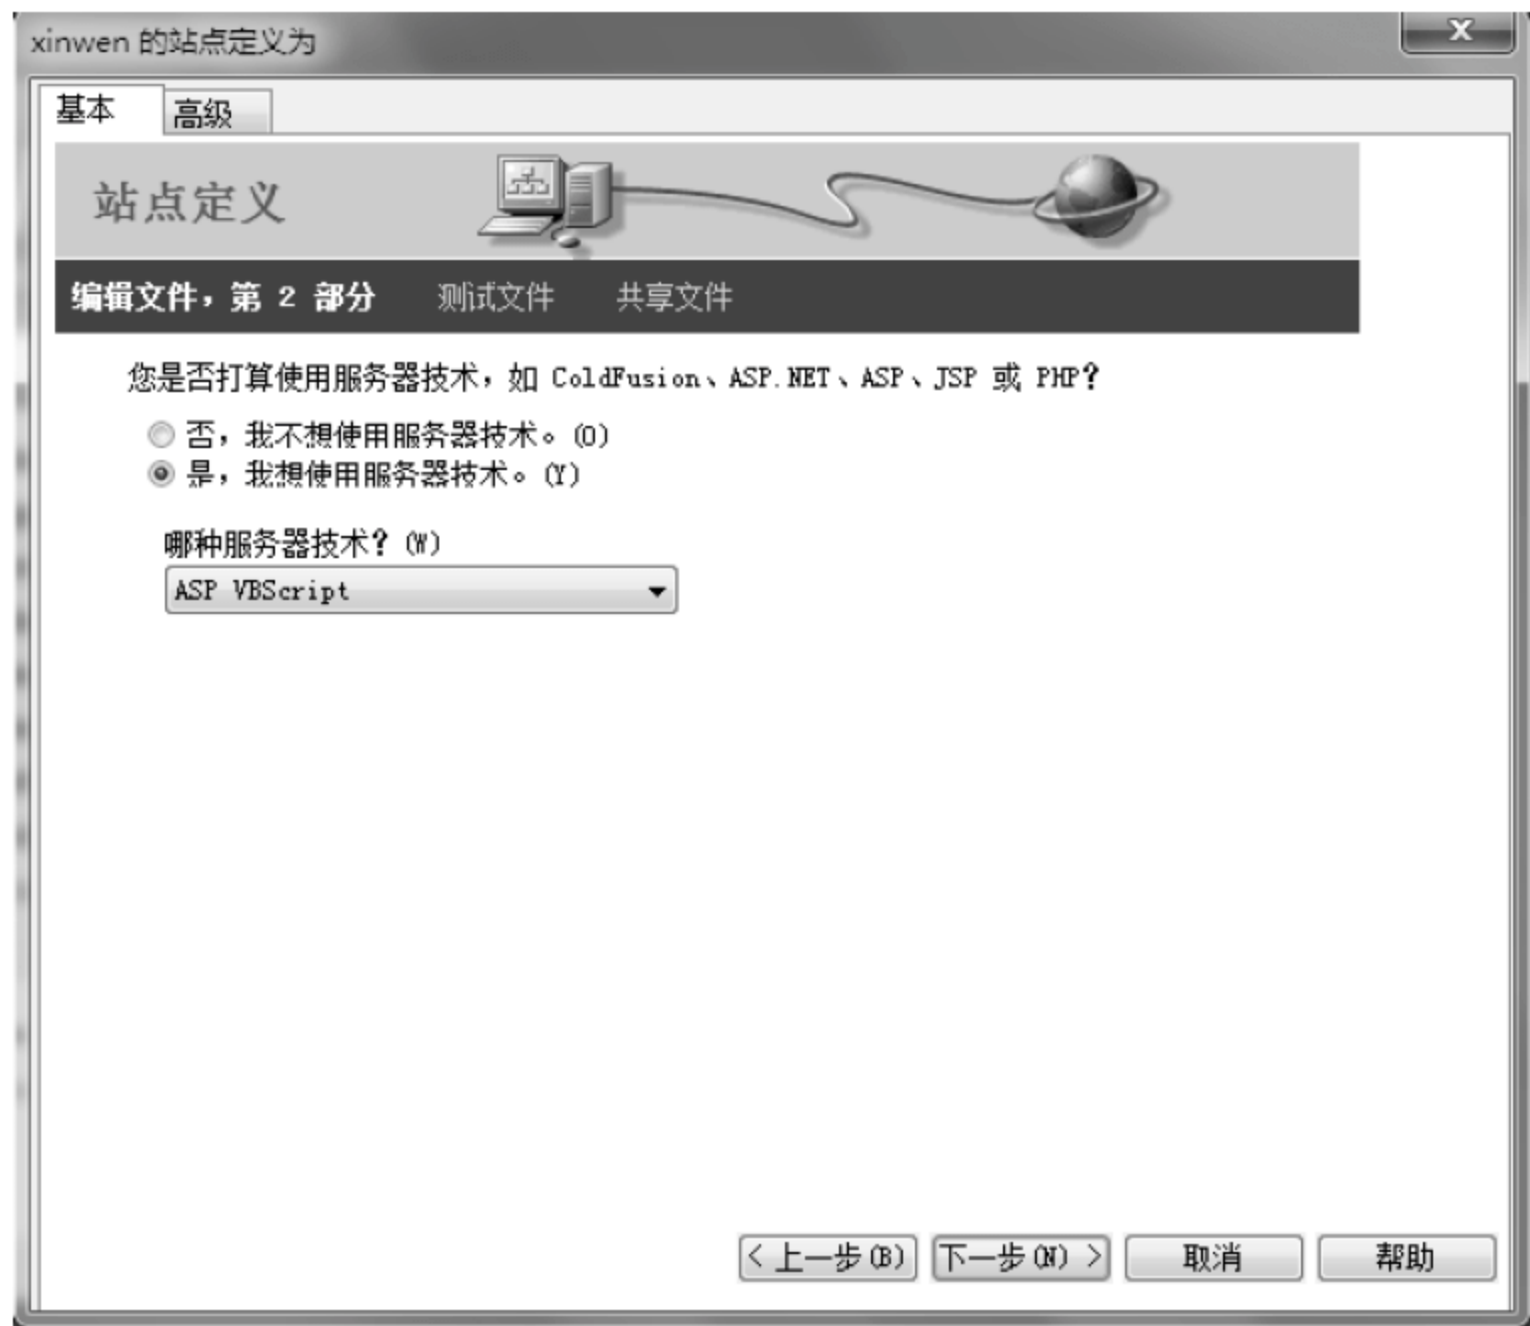 xinwen 的站点定义为
X
基本 高级
站点定义
编辑文件，第 2 部分 测试文件 共享文件
您是否打算使用服务器技术，如 ColdFusion、ASP.NET、ASP、JSP 或 PHP？
否，我不想使用服务器技术。(O)
是，我想使用服务器技术。(Y)
哪种服务器技术？(W)
ASP VBScript
< 上一步(B) 下一步(N) > 取消 帮助